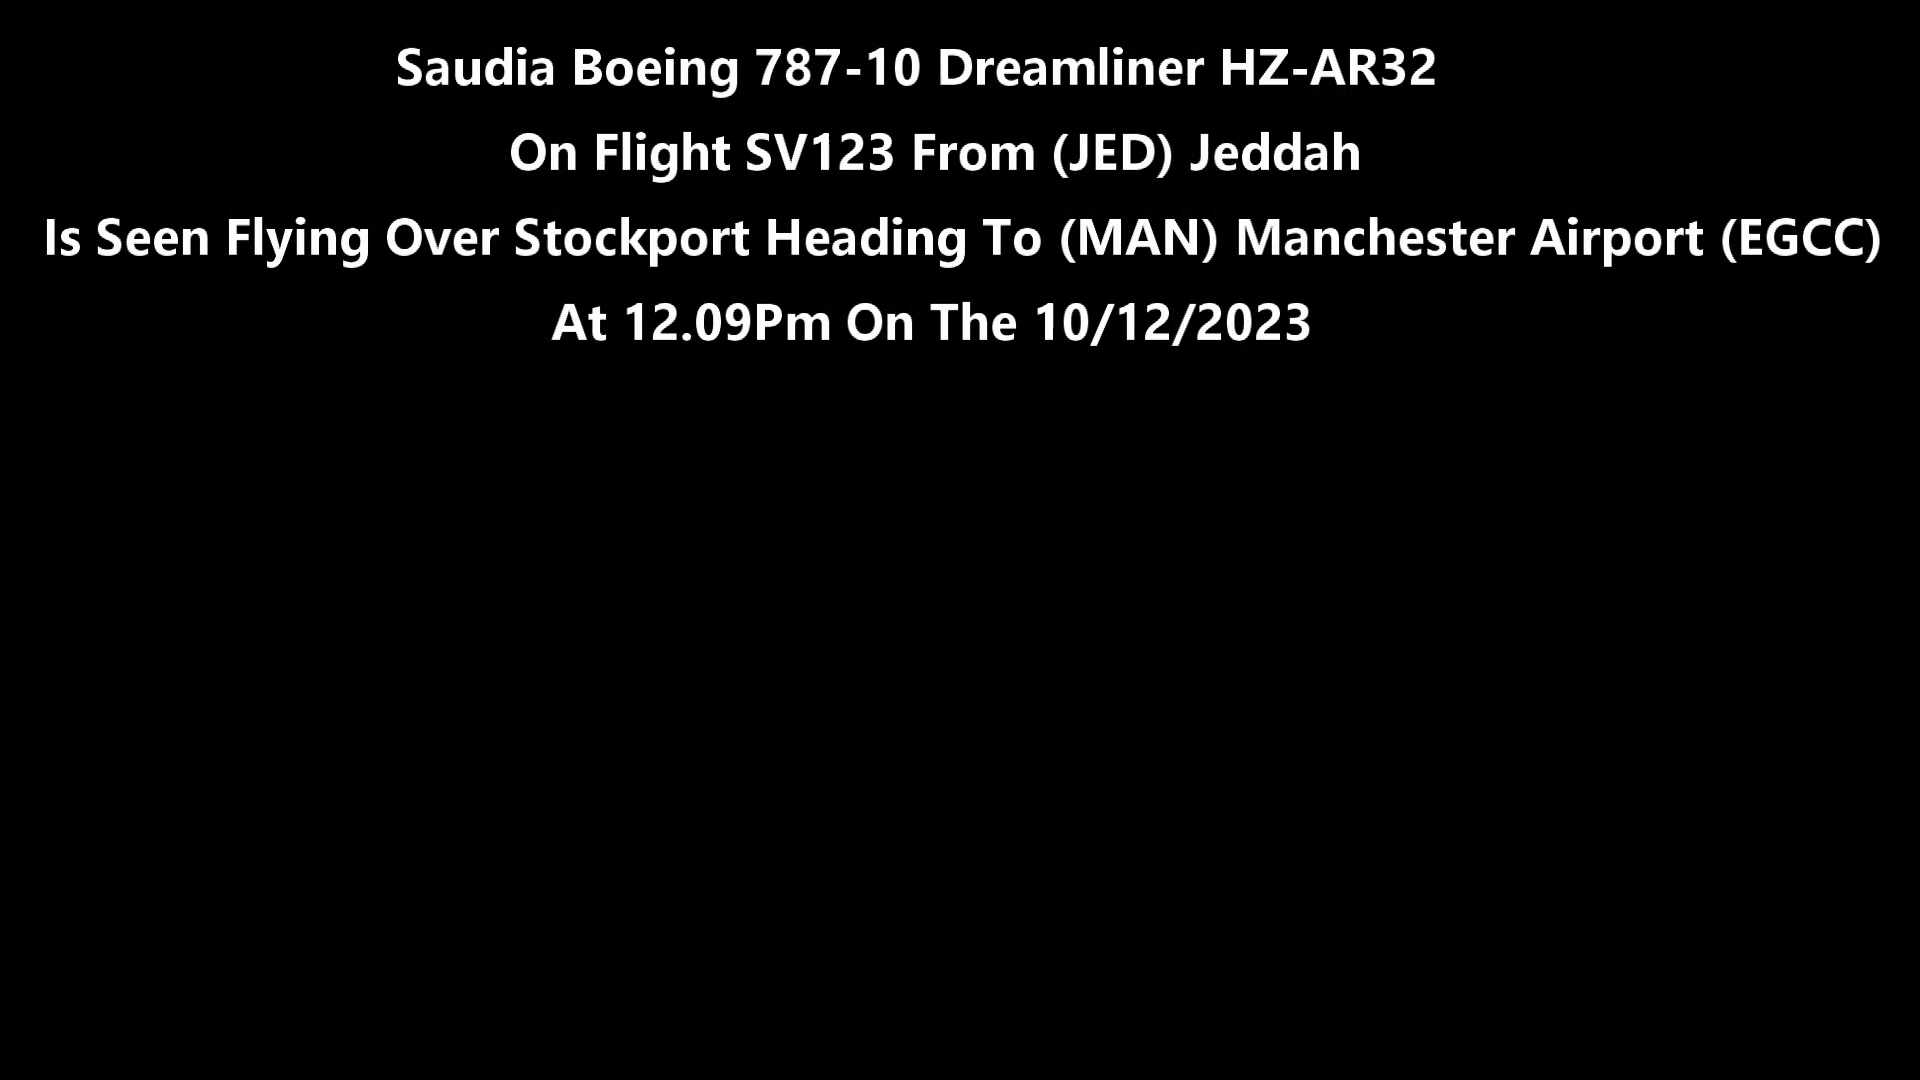 Saudia Boeing 787-10 Dreamliner HZ-AR32
On Flight SV123 From (JED) Jeddah
Is Seen Flying Over Stockport Heading To (MAN) Manchester Airport (EGCC)
At 12.09Pm On The 10/12/2023